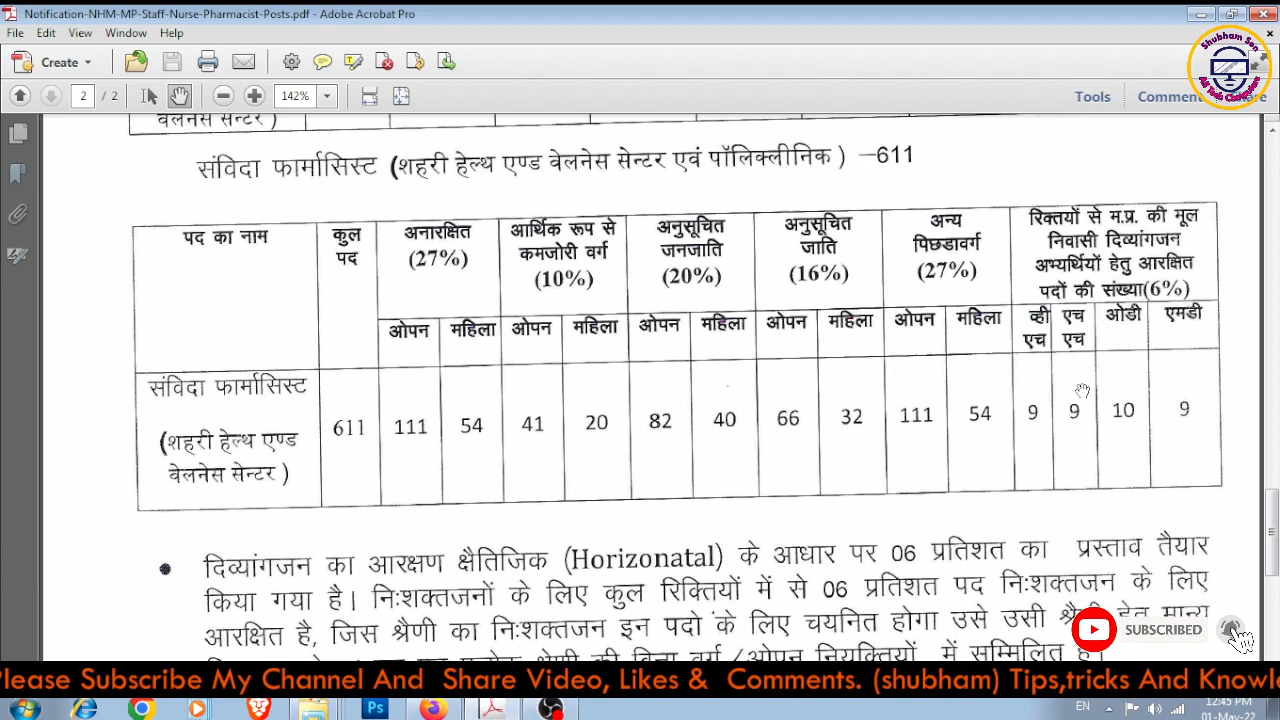 Notification-NHM-MP-Staff-Nurse-Pharmacist-Posts.pdf - Adobe Acrobat Pro
File Edit View Window Help
Create
2 / 2 142% Tools Comment Share
Shubham Sen
वेलनेस सेन्टर )
संविदा फार्मासिस्ट (शहरी हेल्थ एण्ड वेलनेस सेन्टर एवं पॉलिक्लीनिक ) –611
पद का नाम
कुल पद
अनारक्षित (27%)
आर्थिक रूप से कमजोरी वर्ग (10%)
अनुसूचित जनजाति (20%)
अनुसूचित जाति (16%)
अन्य पिछडावर्ग (27%)
रिक्तियों से म.प्र. की मूल निवासी दिव्यांगजन अभ्यर्थियों हेतु आरक्षित पदों की संख्या(6%)
ओपन महिला ओपन महिला ओपन महिला ओपन महिला ओपन महिला व्ही एच एच एच ओडी एमडी
संविदा फार्मासिस्ट
(शहरी हेल्थ एण्ड
वेलनेस सेन्टर )
611 111 54 41 20 82 40 66 32 111 54 9 9 10 9
दिव्यांगजन का आरक्षण क्षैतिजिक (Horizonatal) के आधार पर 06 प्रतिशत का प्रस्ताव तैयार
किया गया है। निःशक्तजनों के लिए कुल रिक्तियों में से 06 प्रतिशत पद निःशक्तजन के लिए
आरक्षित है, जिस श्रेणी का निःशक्तजन इन पदों के लिए चयनित होगा उसे उसी श्रेणी हेतु मान्य
श्रेणी की बिना वर्ग/ओपन नियुक्तियों में सम्मिलित है।
SUBSCRIBED
Please Subscribe My Channel And Share Video, Likes & Comments. (shubham) Tips,tricks And Knowle
EN
12:45 PM
01-May-22